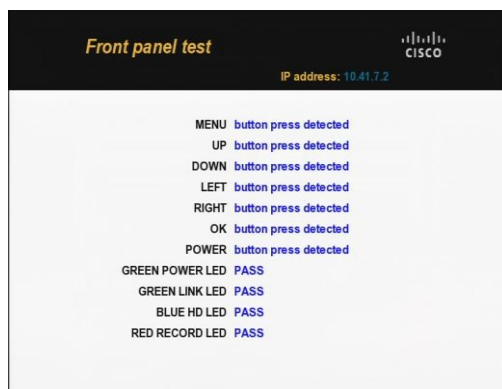 Front panel test
CISCO
IP address: 10.41.7.2
MENU button press detected
UP button press detected
DOWN button press detected
LEFT button press detected
RIGHT button press detected
OK button press detected
POWER button press detected
GREEN POWER LED PASS
GREEN LINK LED PASS
BLUE HD LED PASS
RED RECORD LED PASS